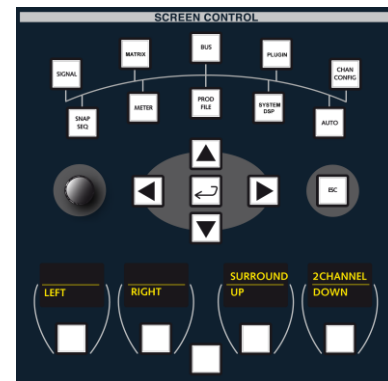 SCREEN CONTROL
BUS
MATRIX
PLUGIN
SIGNAL
CHAN
CONFIG
SNAP
SEQ
METER
PROD
FILE
SYSTEM
DSP
AUTO
ESC
LEFT
RIGHT
SURROUND
UP
2CHANNEL
DOWN